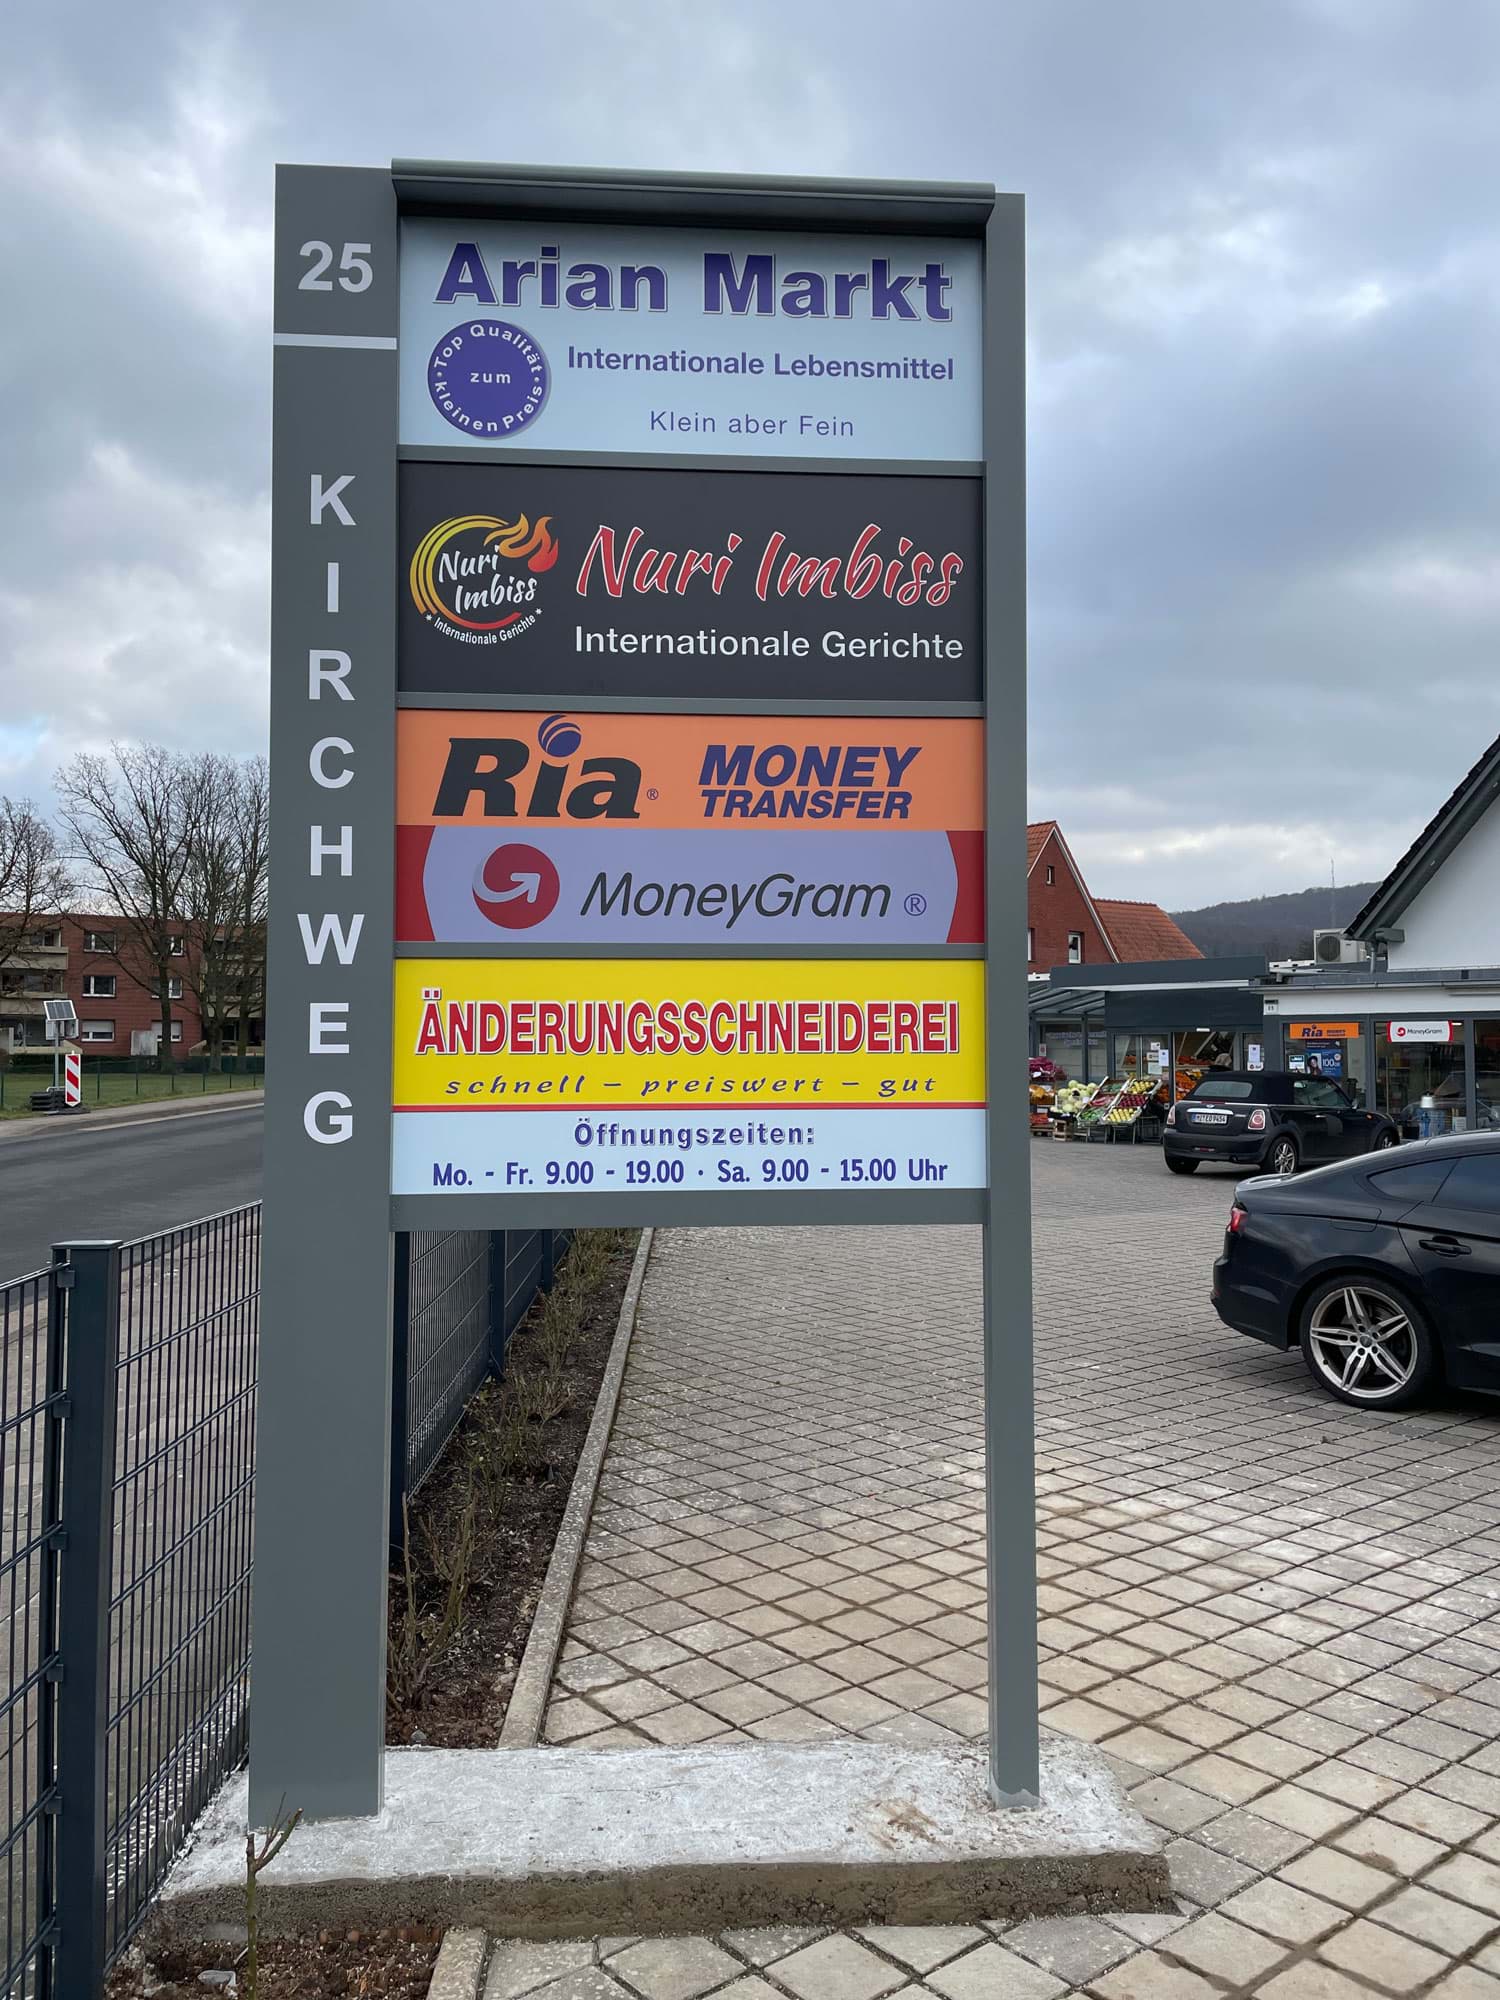 25
KIRCHWEG
Arian Markt
Top Qualität
zum
kleinen Preis
Internationale Lebensmittel
Klein aber Fein
Nuri
Imbiss
* Internationale Gerichte *
Nuri Imbiss
Internationale Gerichte
Ria®
MONEY
TRANSFER
MoneyGram®
ÄNDERUNGSSCHNEIDEREI
schnell – preiswert – gut
Öffnungszeiten:
Mo. - Fr. 9.00 - 19.00 · Sa. 9.00 - 15.00 Uhr
Ria
MoneyGram